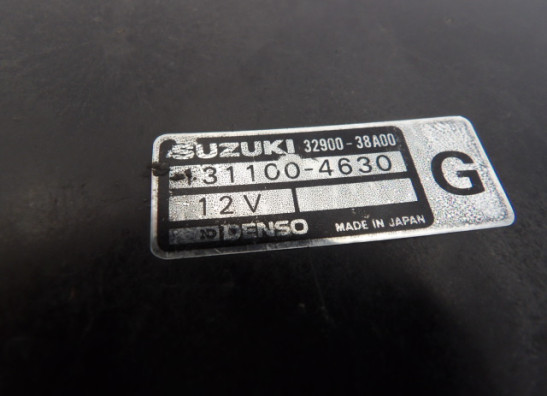 SUZUKI 32900-38A00
131100-4630
12V
DENSO MADE IN JAPAN
G